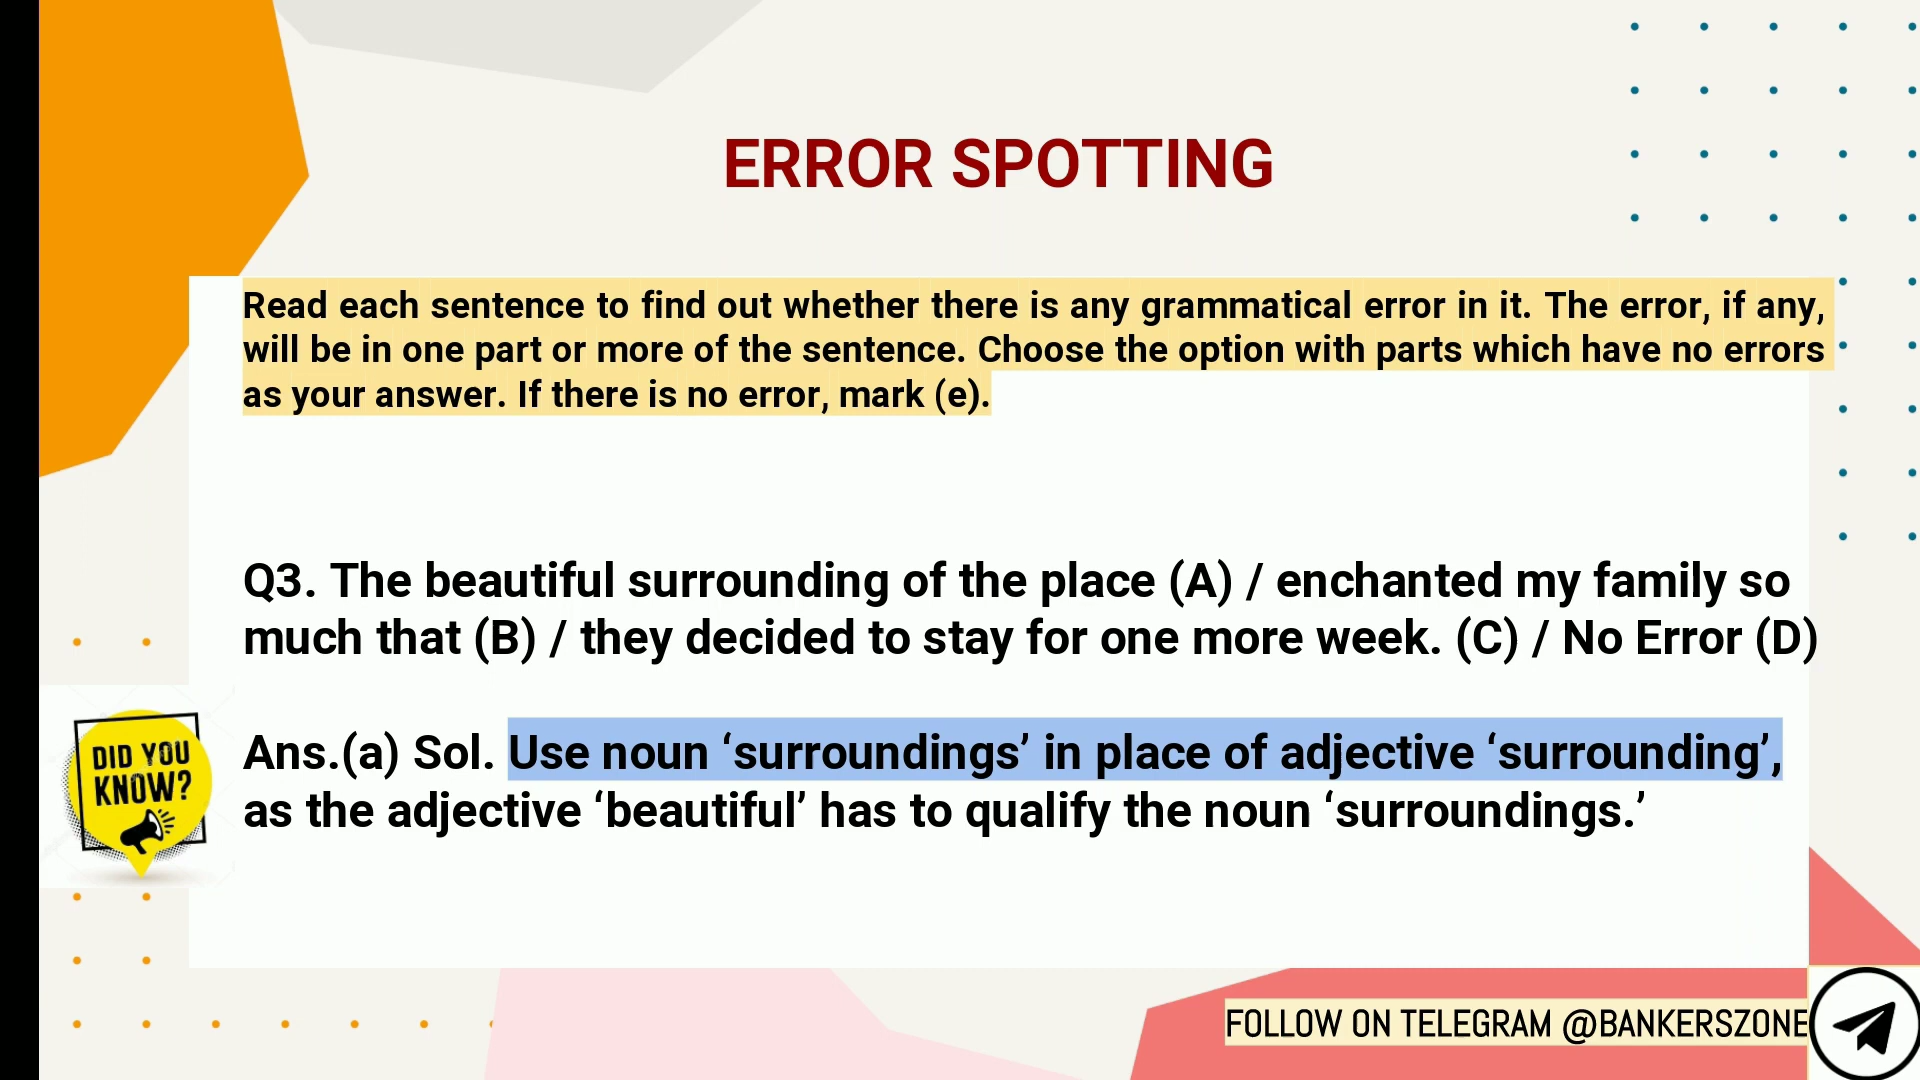 ERROR SPOTTING
Read each sentence to find out whether there is any grammatical error in it. The error, if any,
will be in one part or more of the sentence. Choose the option with parts which have no errors
as your answer. If there is no error, mark (e).
Q3. The beautiful surrounding of the place (A) / enchanted my family so
much that (B) / they decided to stay for one more week. (C) / No Error (D)
Ans.(a) Sol. Use noun ‘surroundings’ in place of adjective ‘surrounding’,
as the adjective ‘beautiful’ has to qualify the noun ‘surroundings.’
DID YOU
KNOW?
FOLLOW ON TELEGRAM @BANKERSZONE